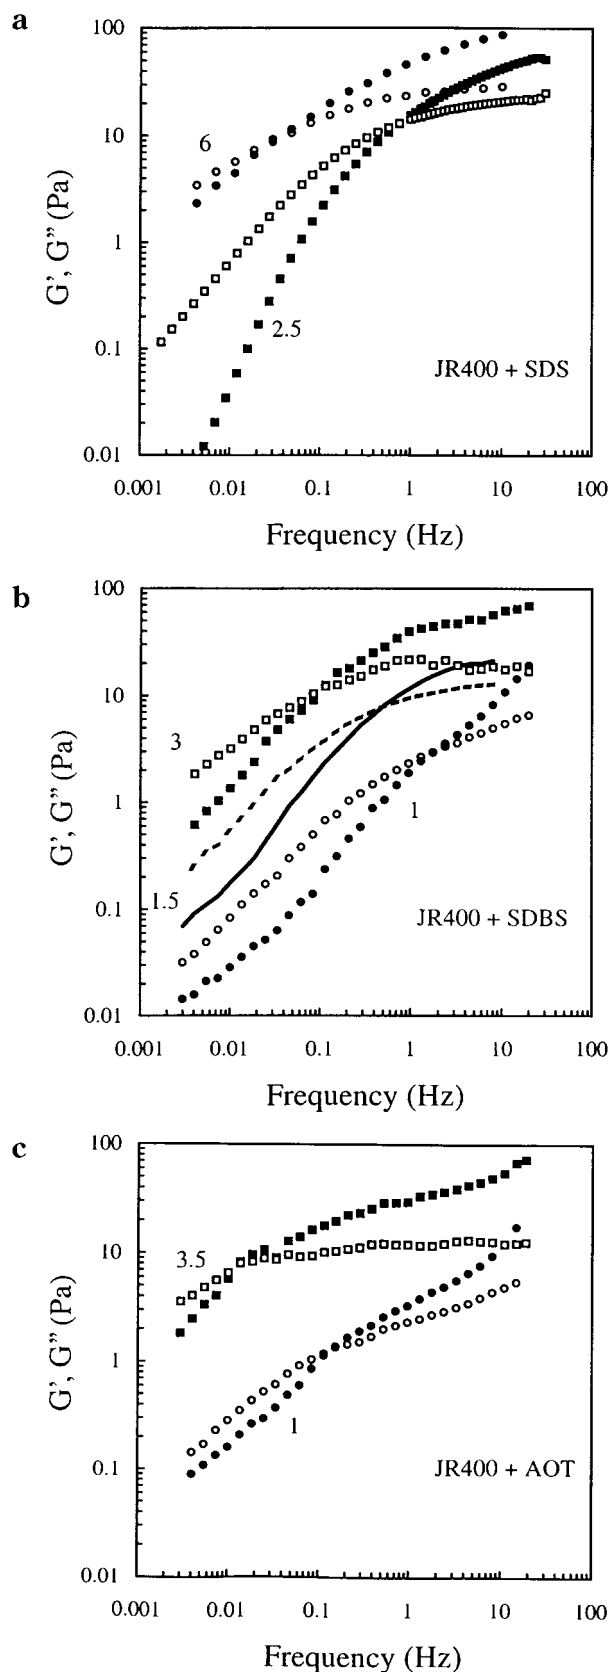 a
100
10
1
0.1
0.01
G', G" (Pa)
6
2.5
JR400 + SDS
0.001 0.01 0.1 1 10 100
Frequency (Hz)
b
100
10
1
0.1
0.01
G', G" (Pa)
3
1
1.5
JR400 + SDBS
0.001 0.01 0.1 1 10 100
Frequency (Hz)
c
100
10
1
0.1
0.01
G', G" (Pa)
3.5
1
JR400 + AOT
0.001 0.01 0.1 1 10 100
Frequency (Hz)